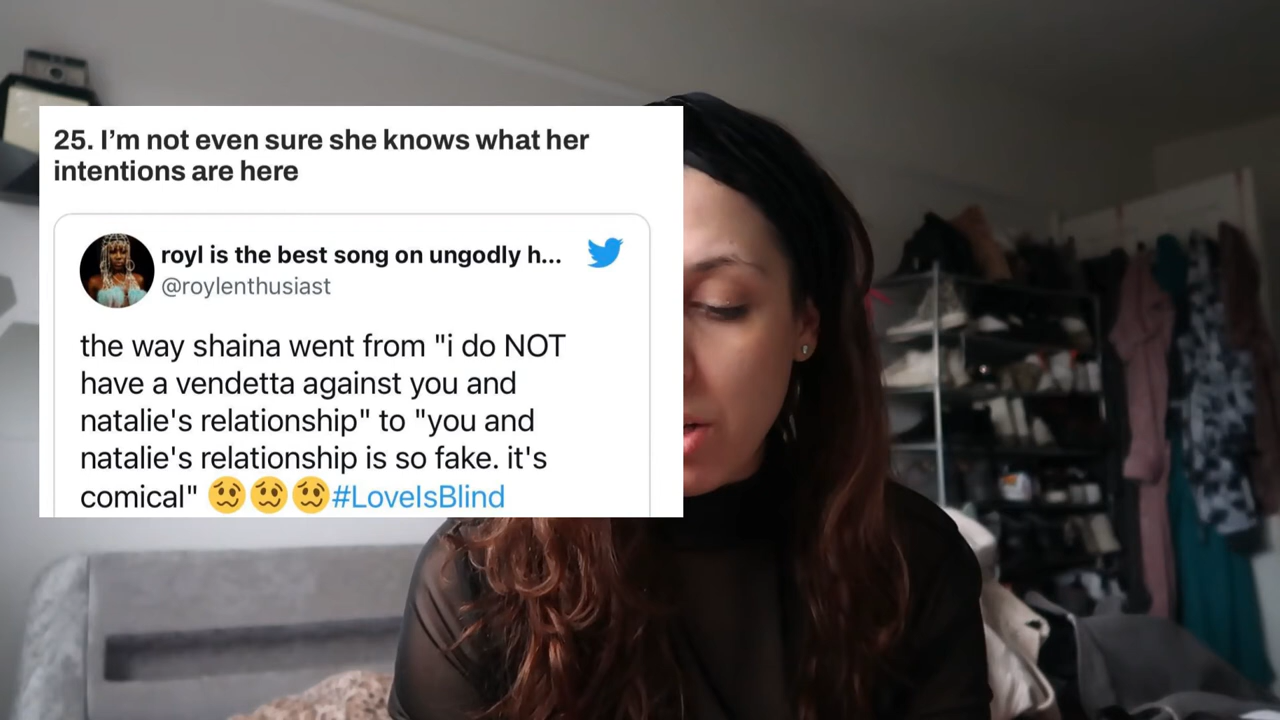 25. I’m not even sure she knows what her
intentions are here
royl is the best song on ungodly h...
@roylenthusiast
the way shaina went from "i do NOT
have a vendetta against you and
natalie's relationship" to "you and
natalie's relationship is so fake. it's
comical" 🥴🥴🥴#LoveIsBlind